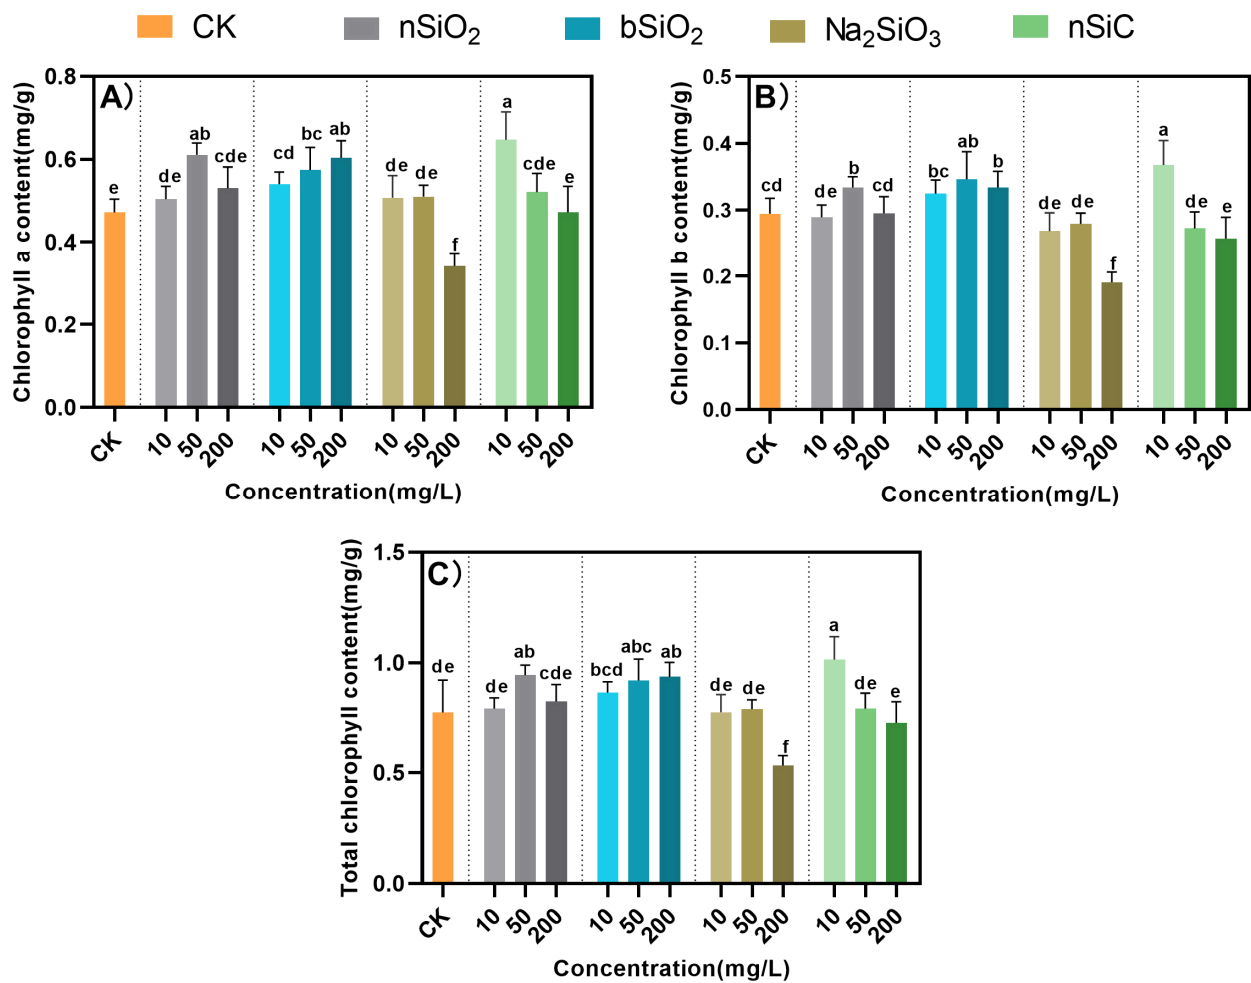 CK nSiO2 bSiO2 Na2SiO3 nSiC
A)
Chlorophyll a content(mg/g)
0.8
0.6
0.4
0.2
0.0
e de ab cde cd bc ab de de f a cde e
CK 10 50 200 10 50 200 10 50 200 10 50 200
Concentration(mg/L)
B)
Chlorophyll b content(mg/g)
0.5
0.4
0.3
0.2
0.1
0.0
cd de b cd bc ab b de de f a de e
CK 10 50 200 10 50 200 10 50 200 10 50 200
Concentration(mg/L)
C)
Total chlorophyll content(mg/g)
1.5
1.0
0.5
0.0
de de ab cde bcd abc ab de de f a de e
CK 10 50 200 10 50 200 10 50 200 10 50 200
Concentration(mg/L)